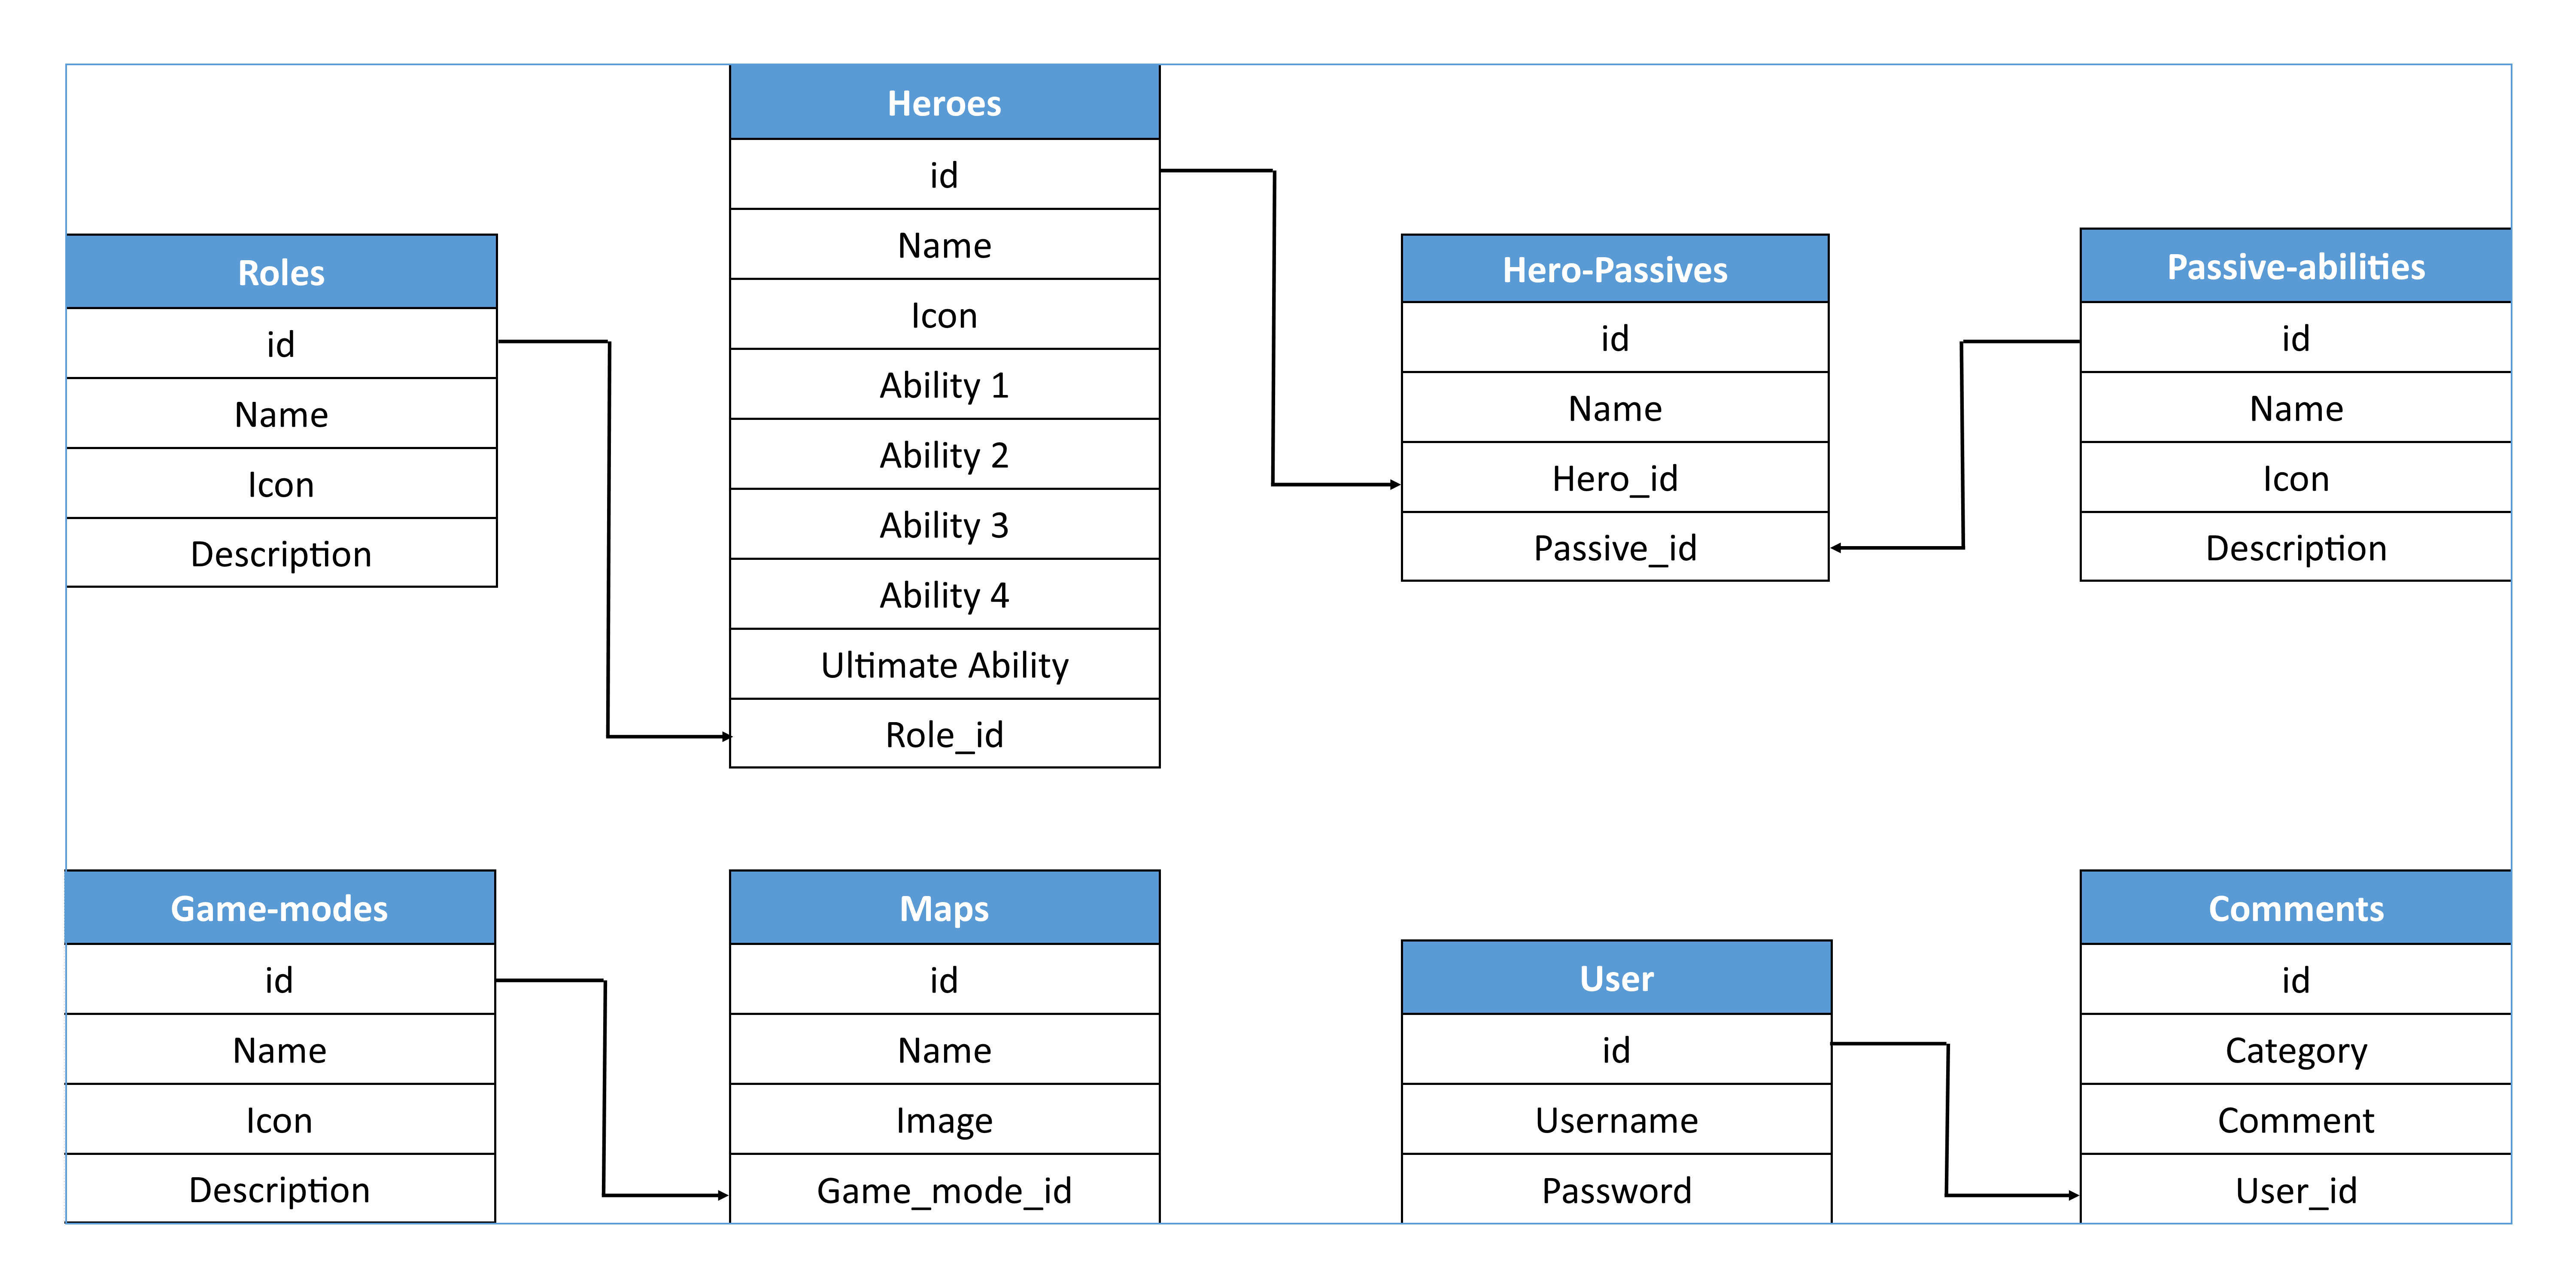 Heroes
id
Name
Icon
Ability 1
Ability 2
Ability 3
Ability 4
Ultimate Ability
Role_id
Roles
id
Name
Icon
Description
Hero-Passives
id
Name
Hero_id
Passive_id
Passive-abilities
id
Name
Icon
Description
Game-modes
id
Name
Icon
Description
Maps
id
Name
Image
Game_mode_id
User
id
Username
Password
Comments
id
Category
Comment
User_id